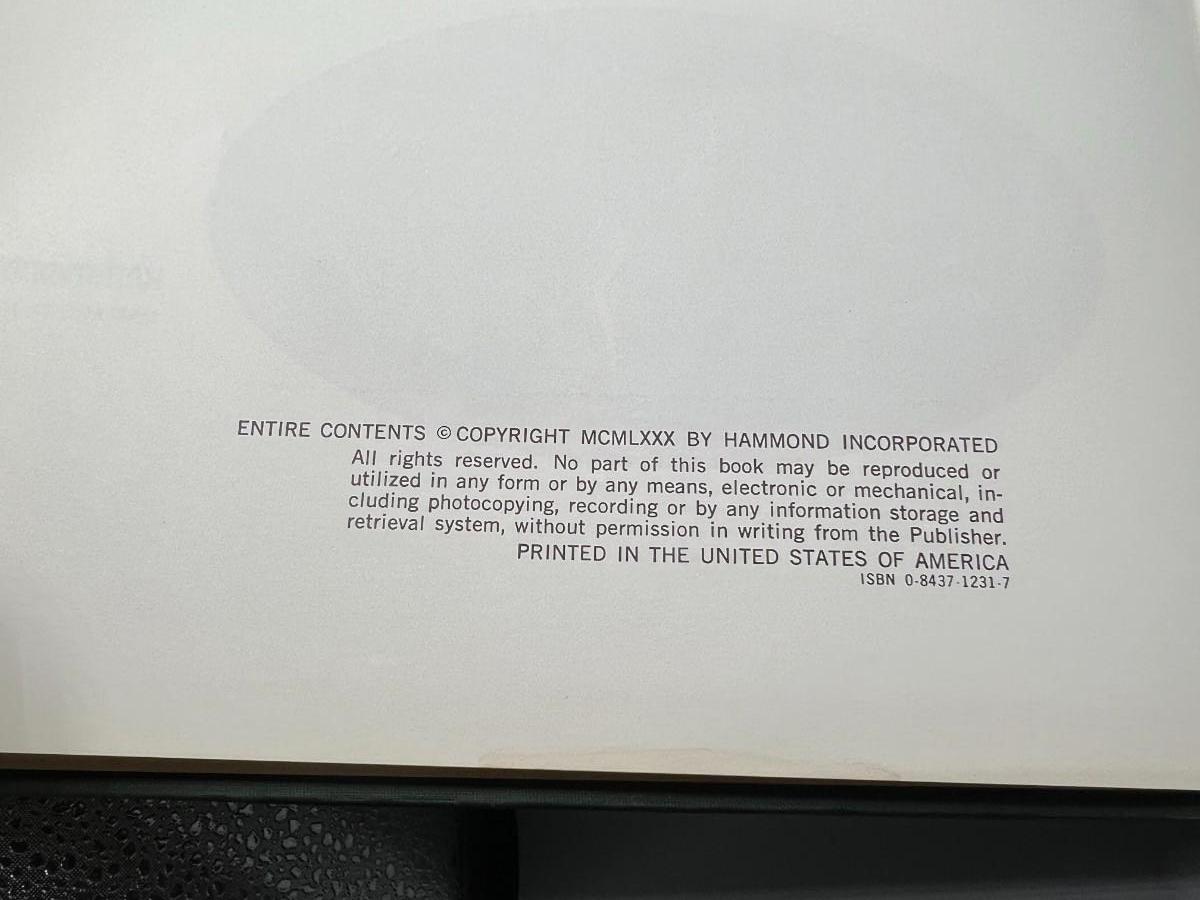 ENTIRE CONTENTS © COPYRIGHT MCMLXXX BY HAMMOND INCORPORATED
All rights reserved. No part of this book may be reproduced or
utilized in any form or by any means, electronic or mechanical, in-
cluding photocopying, recording or by any information storage and
retrieval system, without permission in writing from the Publisher.
PRINTED IN THE UNITED STATES OF AMERICA
ISBN 0-8437-1231-7